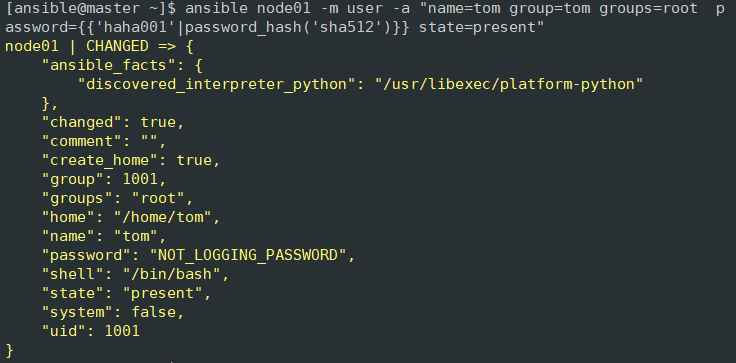 [ansible@master ~]$ ansible node01 -m user -a "name=tom group=tom groups=root  p
assword={{'haha001'|password_hash('sha512')}} state=present"
node01 | CHANGED => {
    "ansible_facts": {
        "discovered_interpreter_python": "/usr/libexec/platform-python"
    },
    "changed": true,
    "comment": "",
    "create_home": true,
    "group": 1001,
    "groups": "root",
    "home": "/home/tom",
    "name": "tom",
    "password": "NOT_LOGGING_PASSWORD",
    "shell": "/bin/bash",
    "state": "present",
    "system": false,
    "uid": 1001
}